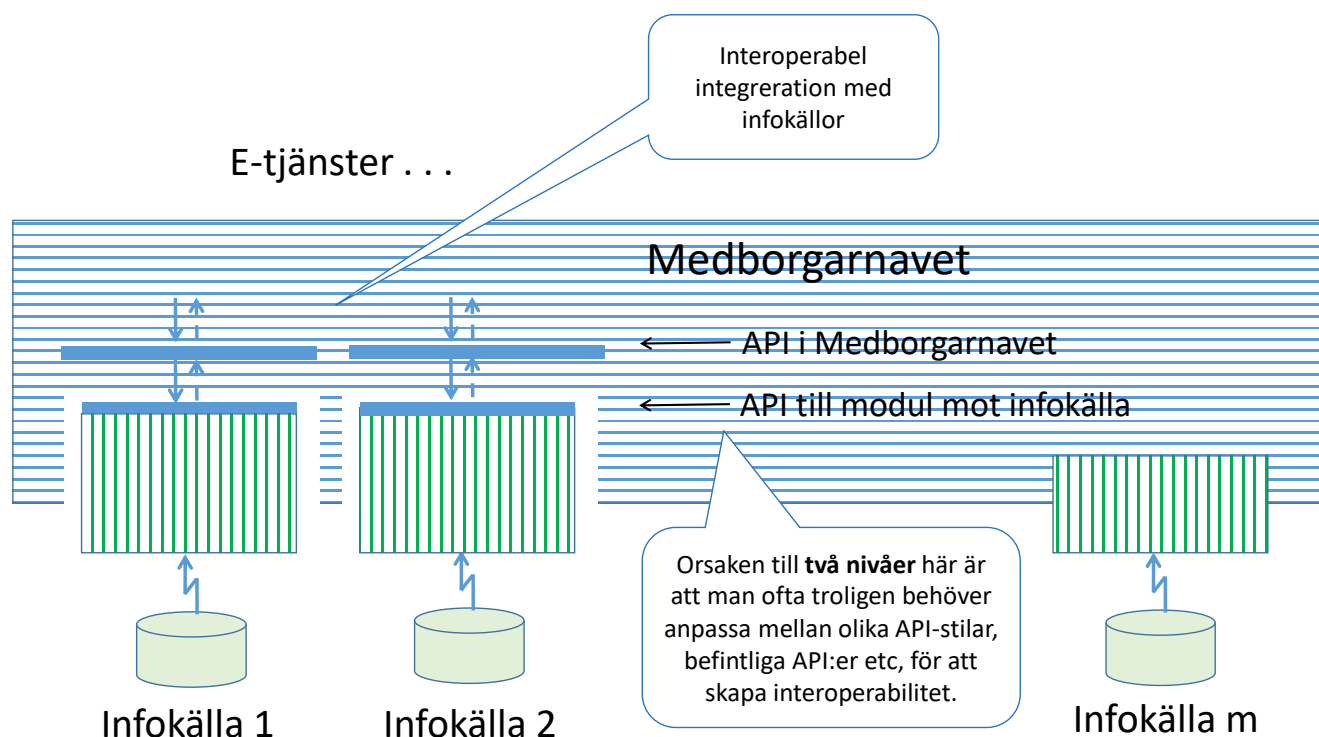 Interoperabel
integreration med
infokällor
E-tjänster . . .
Medborgarnavet
API i Medborgarnavet
API till modul mot infokälla
Orsaken till två nivåer här är
att man ofta troligen behöver
anpassa mellan olika API-stilar,
befintliga API:er etc, för att
skapa interoperabilitet.
Infokälla 1
Infokälla 2
Infokälla m